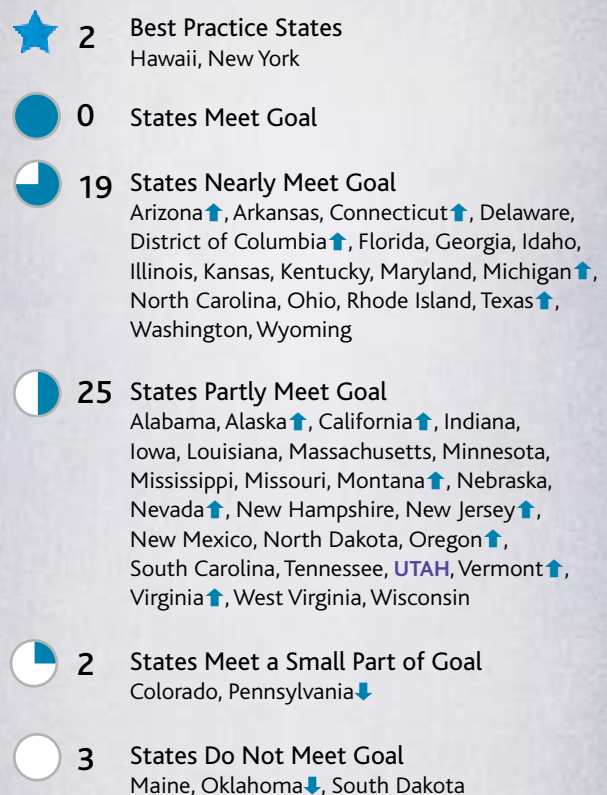 2 Best Practice States
Hawaii, New York
0 States Meet Goal
19 States Nearly Meet Goal
Arizona⬆, Arkansas, Connecticut⬆, Delaware,
District of Columbia⬆, Florida, Georgia, Idaho,
Illinois, Kansas, Kentucky, Maryland, Michigan⬆,
North Carolina, Ohio, Rhode Island, Texas⬆,
Washington, Wyoming
25 States Partly Meet Goal
Alabama, Alaska⬆, California⬆, Indiana,
Iowa, Louisiana, Massachusetts, Minnesota,
Mississippi, Missouri, Montana⬆, Nebraska,
Nevada⬆, New Hampshire, New Jersey⬆,
New Mexico, North Dakota, Oregon⬆,
South Carolina, Tennessee, UTAH, Vermont⬆,
Virginia⬆, West Virginia, Wisconsin
2 States Meet a Small Part of Goal
Colorado, Pennsylvania⬇
3 States Do Not Meet Goal
Maine, Oklahoma⬇, South Dakota